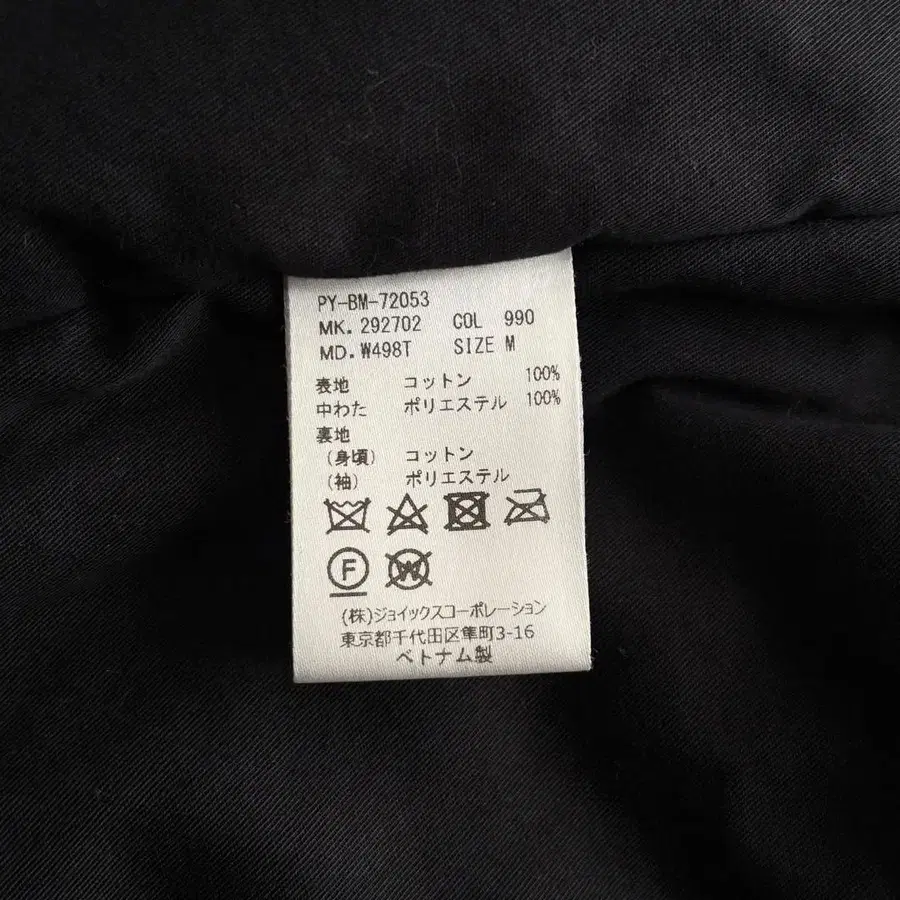 PY-BM-72053
MK. 292702 COL 990
MD. W498T SIZE M
表地 コットン 100%
中わた ポリエステル 100%
裏地
(身頃) コットン
(袖) ポリエステル
F W
(株)ジョイックスコーポレーション
東京都千代田区隼町3-16
ベトナム製